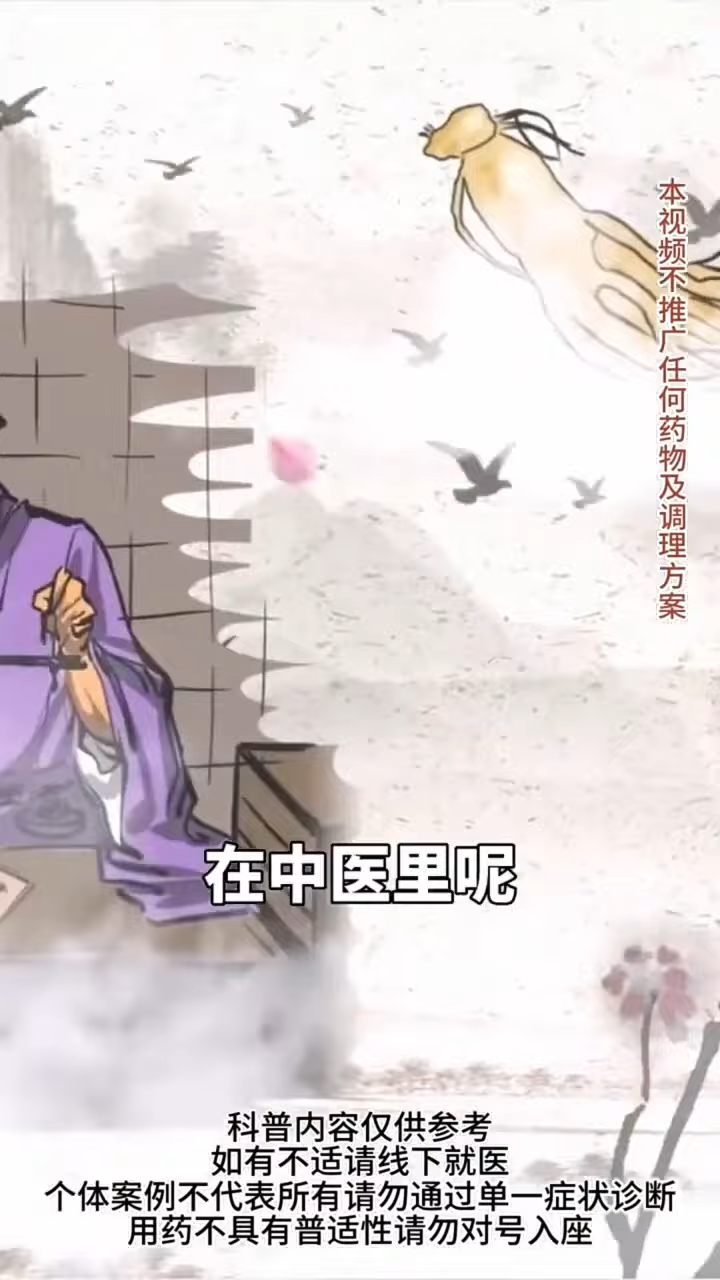 本视频不推广任何药物及调理方案
在中医里呢
科普内容仅供参考
如有不适请线下就医
个体案例不代表所有请勿通过单一症状诊断
用药不具有普适性请勿对号入座